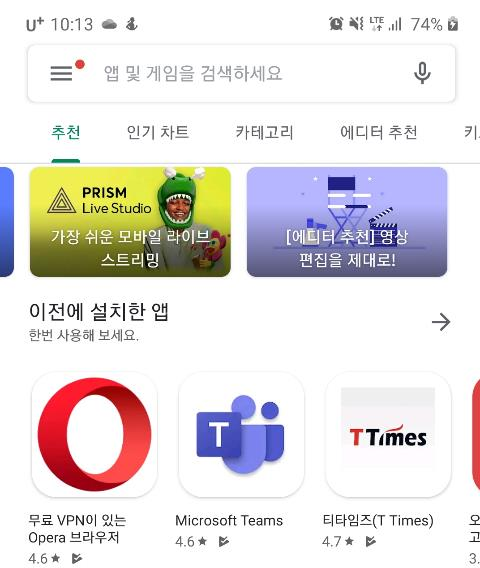 U+ 10:13 LTE 74%
앱 및 게임을 검색하세요
추천 인기 차트 카테고리 에디터 추천 키
PRISM
Live Studio
가장 쉬운 모바일 라이브
스트리밍
[에디터 추천] 영상
편집을 제대로!
이전에 설치한 앱
한번 사용해 보세요.
T
TTimes
무료 VPN이 있는
Opera 브라우저
4.6★
Microsoft Teams
4.6★
티타임즈(T Times)
4.7★
오
고
3.